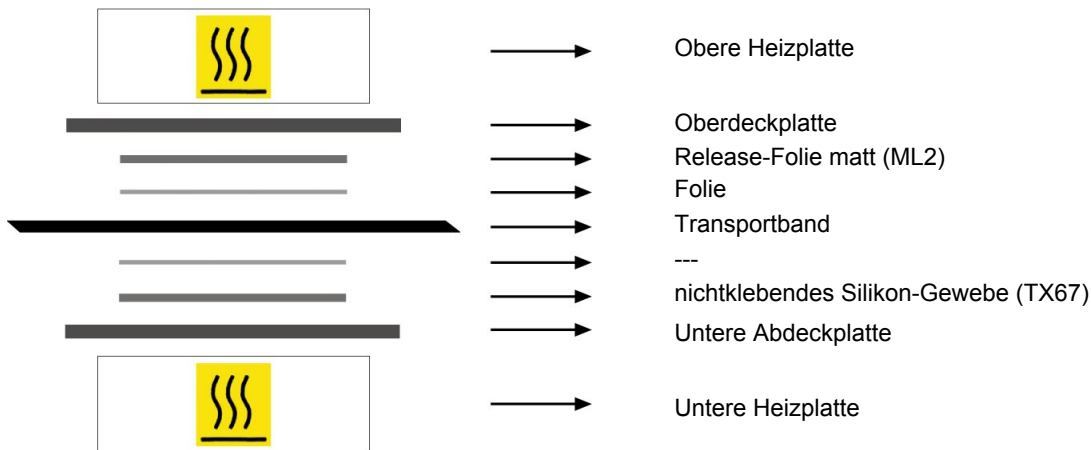 Obere Heizplatte
Oberdeckplatte
Release-Folie matt (ML2)
Folie
Transportband
---
nichtklebendes Silikon-Gewebe (TX67)
Untere Abdeckplatte
Untere Heizplatte